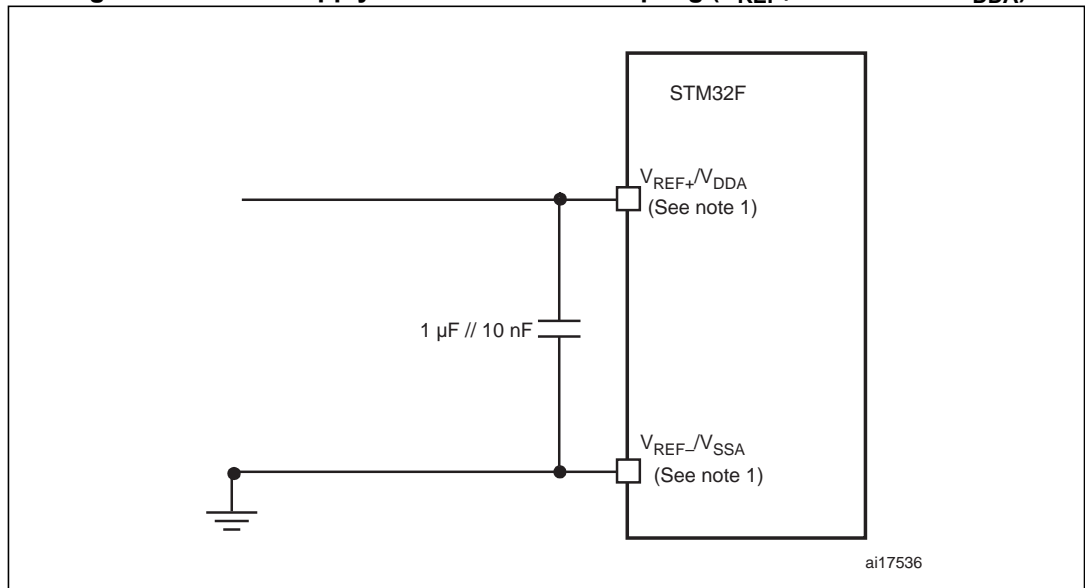 STM32F
VREF+/VDDA
(See note 1)
1 µF // 10 nF
VREF–/VSSA
(See note 1)
ai17536